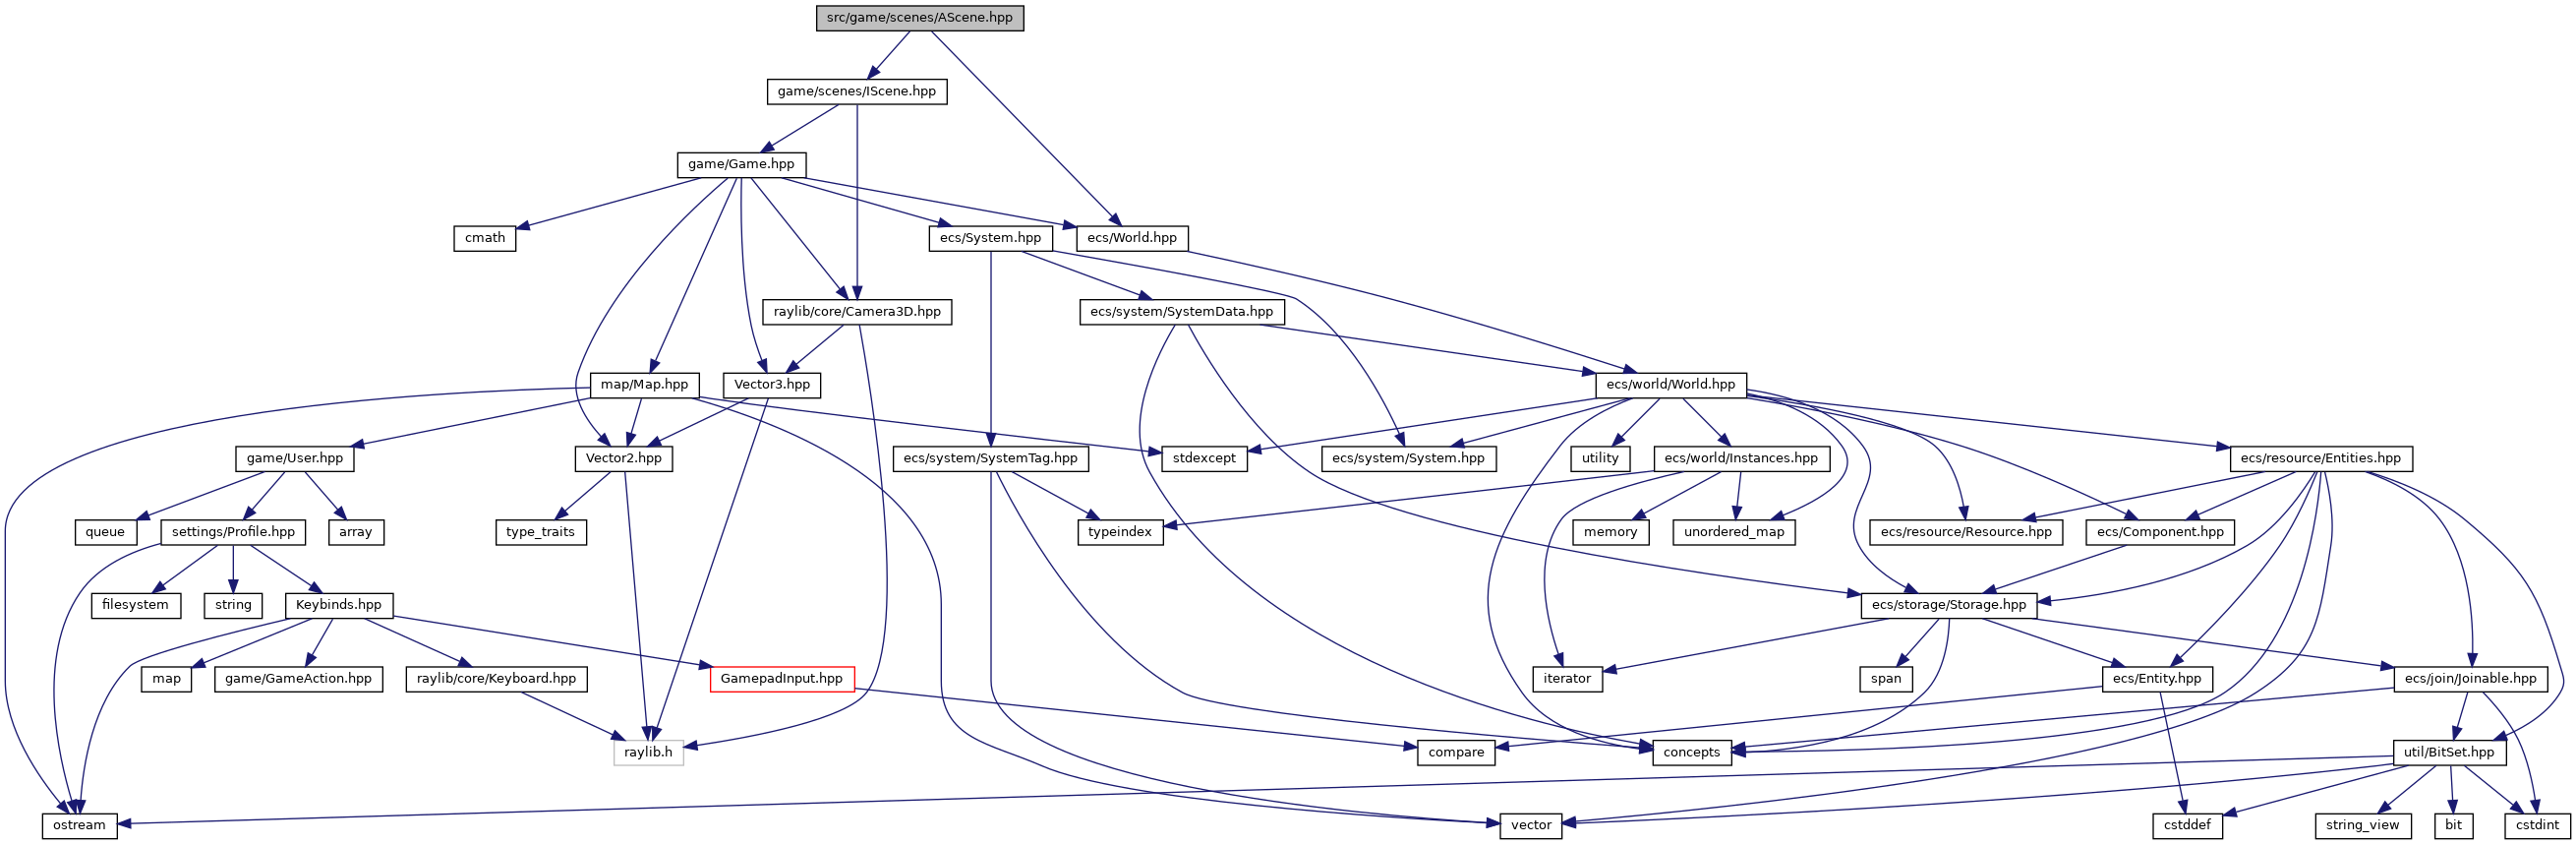 src/game/scenes/AScene.hpp
game/scenes/IScene.hpp
game/Game.hpp
cmath
ecs/System.hpp
ecs/World.hpp
raylib/core/Camera3D.hpp
ecs/system/SystemData.hpp
map/Map.hpp
Vector3.hpp
ecs/world/World.hpp
game/User.hpp
Vector2.hpp
ecs/system/SystemTag.hpp
stdexcept
ecs/system/System.hpp
utility
ecs/world/Instances.hpp
ecs/resource/Entities.hpp
queue
settings/Profile.hpp
array
type_traits
typeindex
memory
unordered_map
ecs/resource/Resource.hpp
ecs/Component.hpp
filesystem
string
Keybinds.hpp
ecs/storage/Storage.hpp
map
game/GameAction.hpp
raylib/core/Keyboard.hpp
GamepadInput.hpp
iterator
span
ecs/Entity.hpp
ecs/join/Joinable.hpp
raylib.h
compare
concepts
util/BitSet.hpp
ostream
vector
cstddef
string_view
bit
cstdint